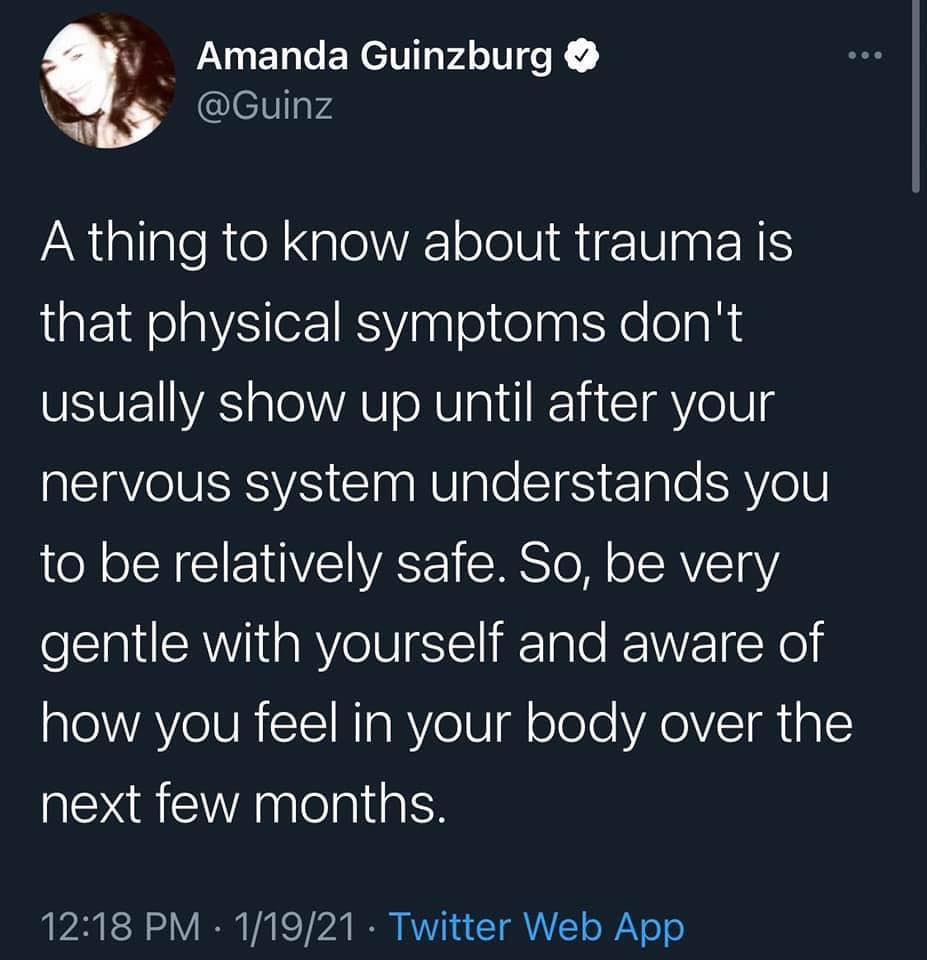 Amanda Guinzburg
@Guinz
A thing to know about trauma is
that physical symptoms don't
usually show up until after your
nervous system understands you
to be relatively safe. So, be very
gentle with yourself and aware of
how you feel in your body over the
next few months.
12:18 PM · 1/19/21 · Twitter Web App